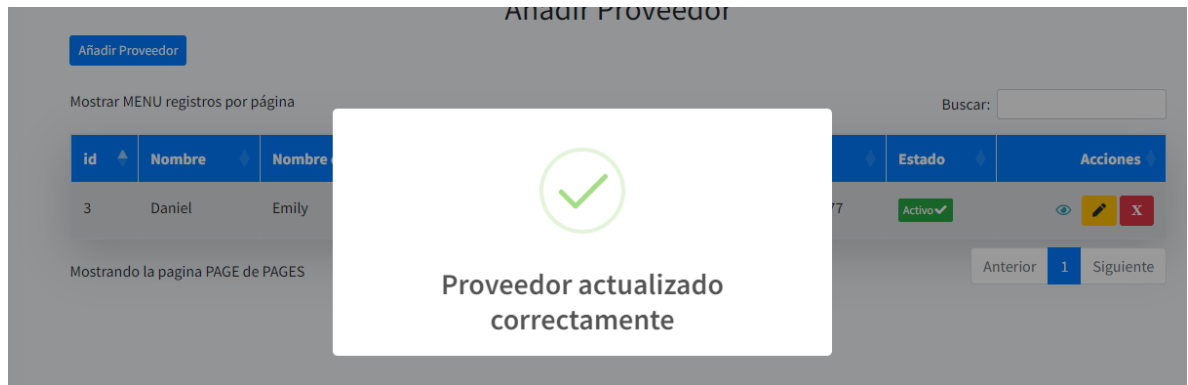 Añadir Proveedor
Añadir Proveedor
Mostrar MENU registros por página
Buscar:
id Nombre Nombre Estado Acciones
3 Daniel Emily 77 Activo X
Mostrando la pagina PAGE de PAGES
Anterior 1 Siguiente
Proveedor actualizado
correctamente